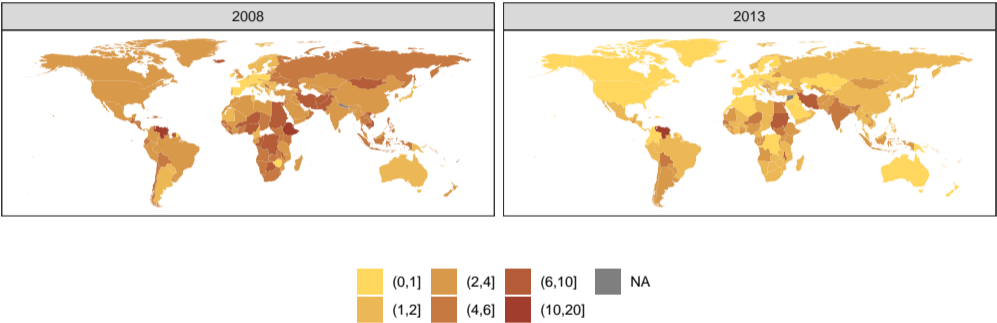 2008 2013
(0,1] (2,4] (6,10] NA
(1,2] (4,6] (10,20]